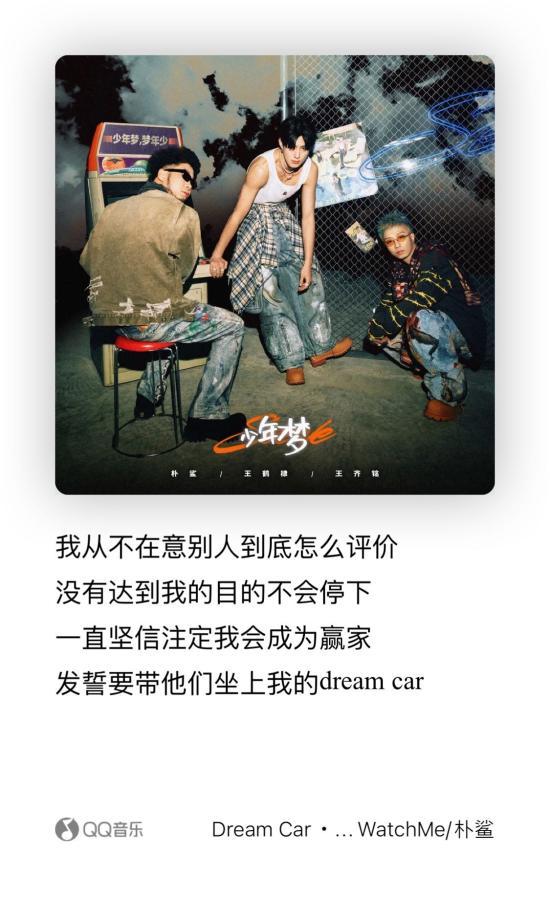 少年梦,梦年少
少年梦
朴鲨 / 王鹤棣 / 王齐铭
我从不在意别人到底怎么评价
没有达到我的目的不会停下
一直坚信注定我会成为赢家
发誓要带他们坐上我的dream car
QQ音乐
Dream Car • ... WatchMe/朴鲨